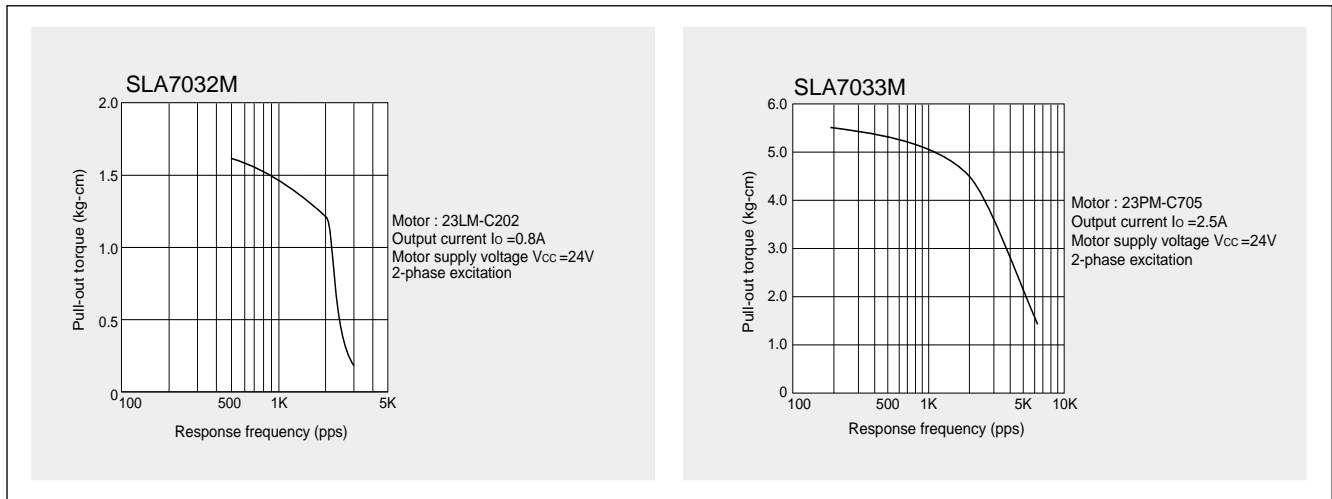 SLA7032M
2.0
1.5
1.0
0.5
0
100 500 1K 5K
Pull-out torque (kg-cm)
Response frequency (pps)
Motor : 23LM-C202
Output current IO =0.8A
Motor supply voltage VCC =24V
2-phase excitation
SLA7033M
6.0
5.0
4.0
3.0
2.0
1.0
0
100 500 1K 5K 10K
Pull-out torque (kg-cm)
Response frequency (pps)
Motor : 23PM-C705
Output current IO =2.5A
Motor supply voltage VCC =24V
2-phase excitation